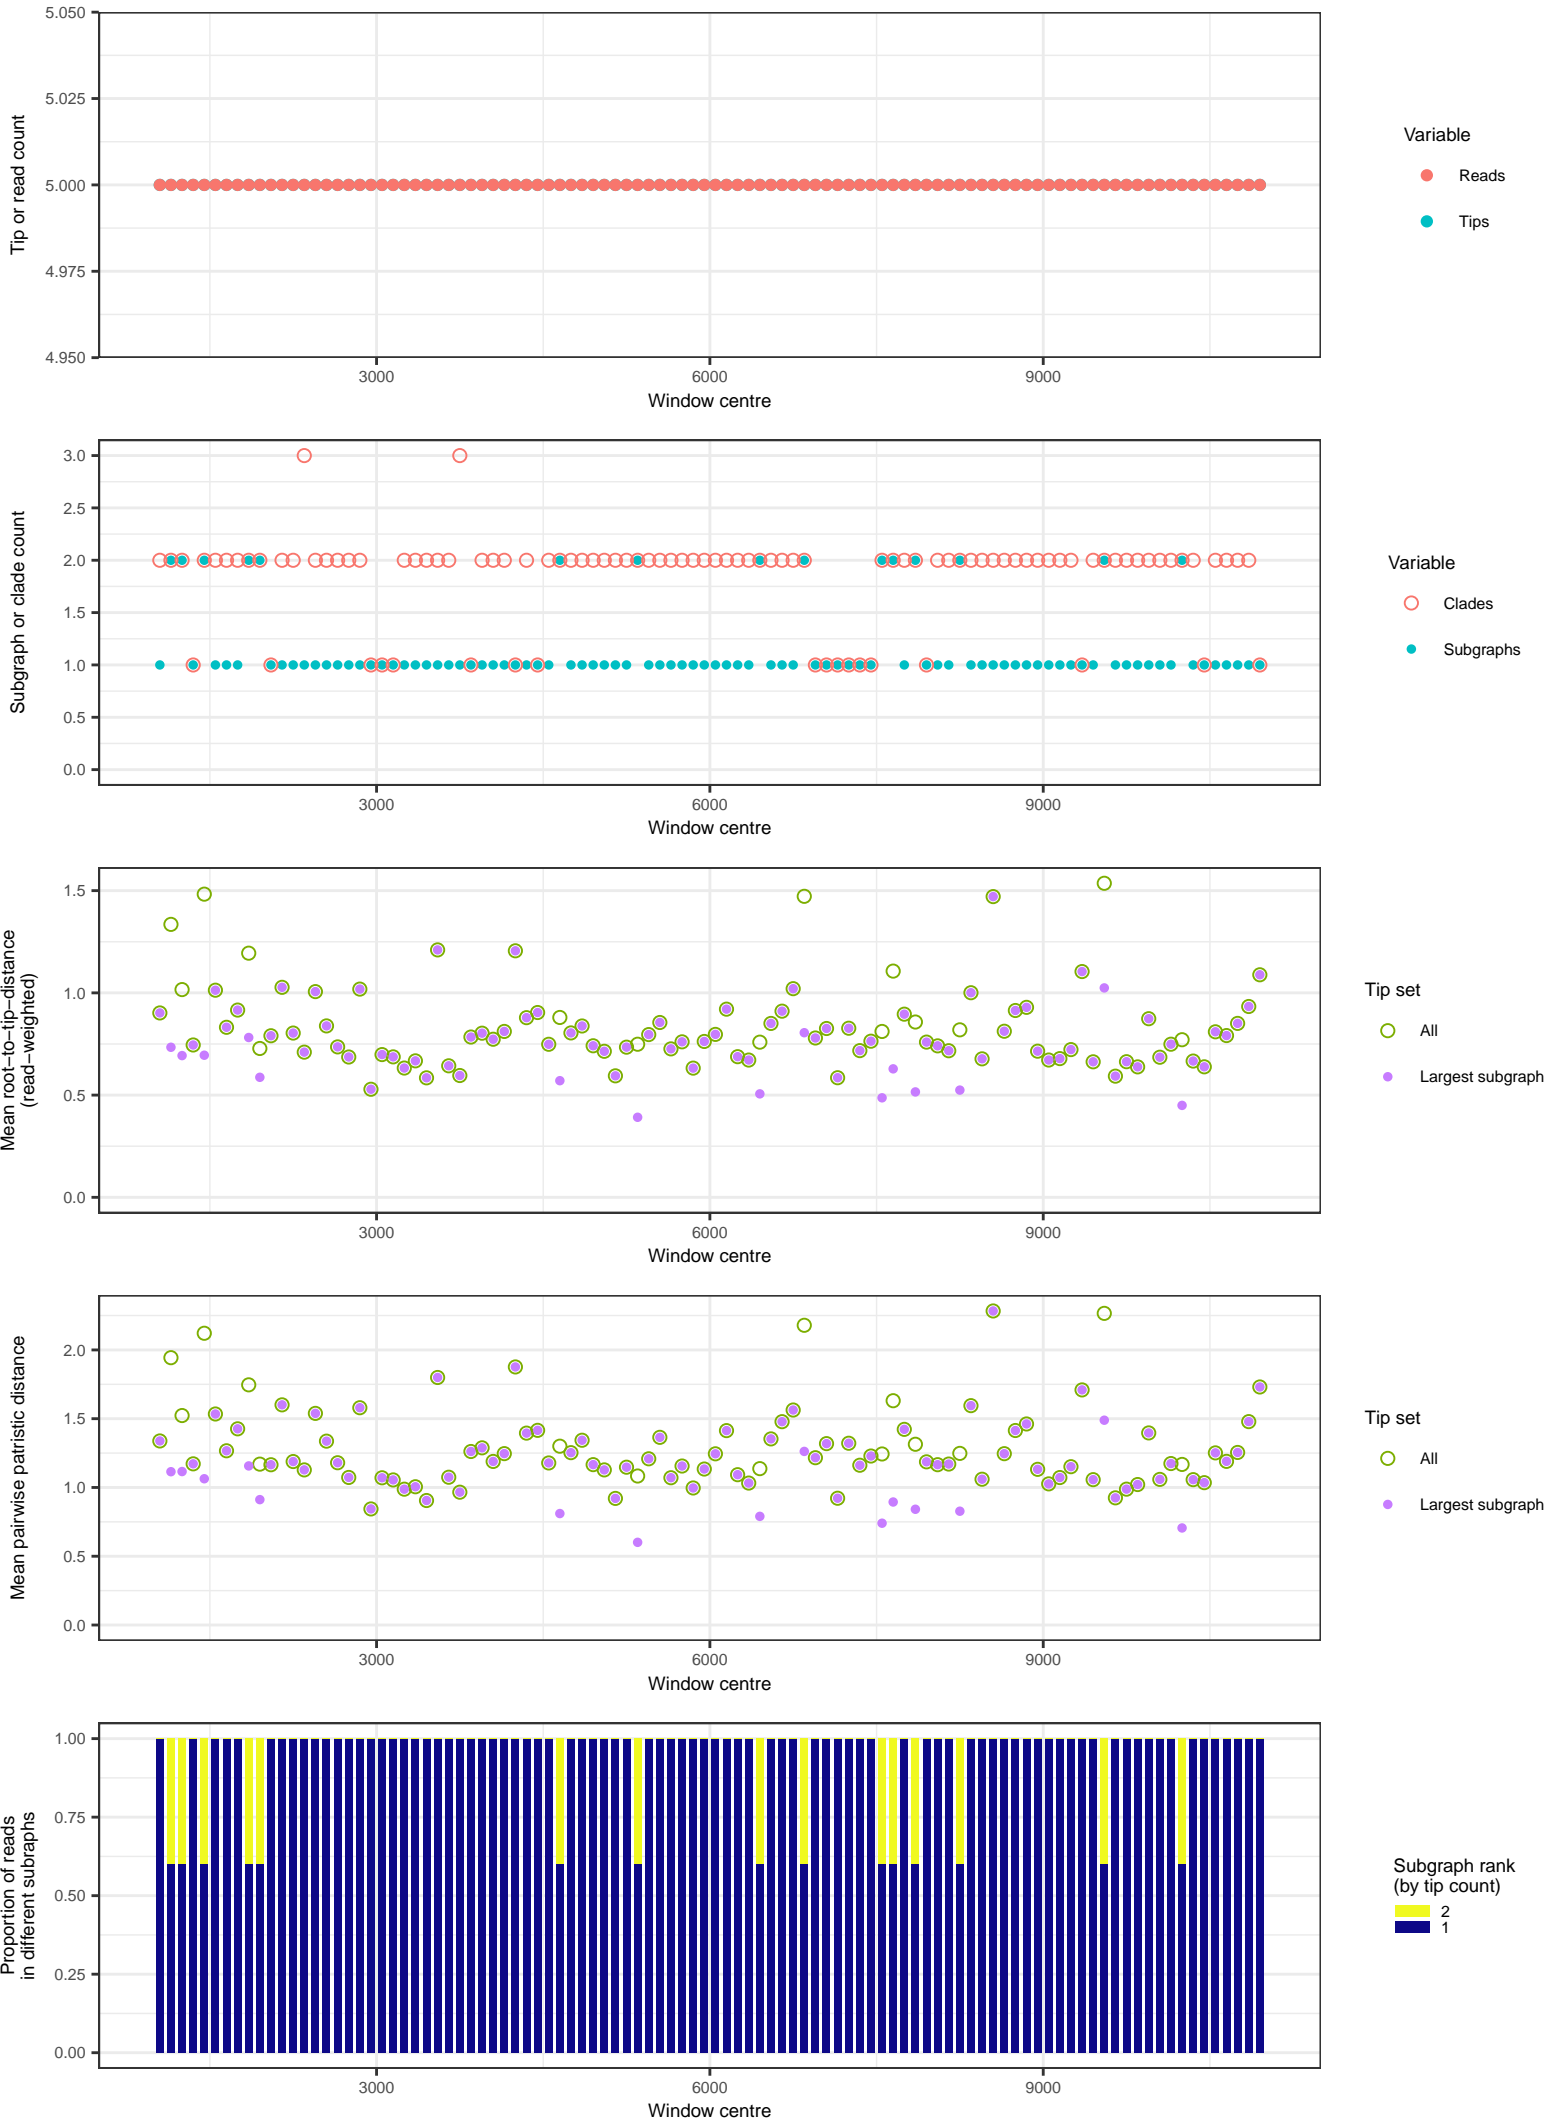 5.050
5.025
5.000
4.975
4.950
Tip or read count
3000 6000 9000
Window centre
Variable
Reads
Tips
3.0
2.5
2.0
1.5
1.0
0.5
0.0
Subgraph or clade count
3000 6000 9000
Window centre
Variable
Clades
Subgraphs
1.5
1.0
0.5
0.0
Mean root−to−tip−distance
(read−weighted)
3000 6000 9000
Window centre
Tip set
All
Largest subgraph
2.0
1.5
1.0
0.5
0.0
Mean pairwise patristic distance
3000 6000 9000
Window centre
Tip set
All
Largest subgraph
1.00
0.75
0.50
0.25
0.00
Proportion of reads
in different subraphs
3000 6000 9000
Window centre
Subgraph rank
(by tip count)
2
1